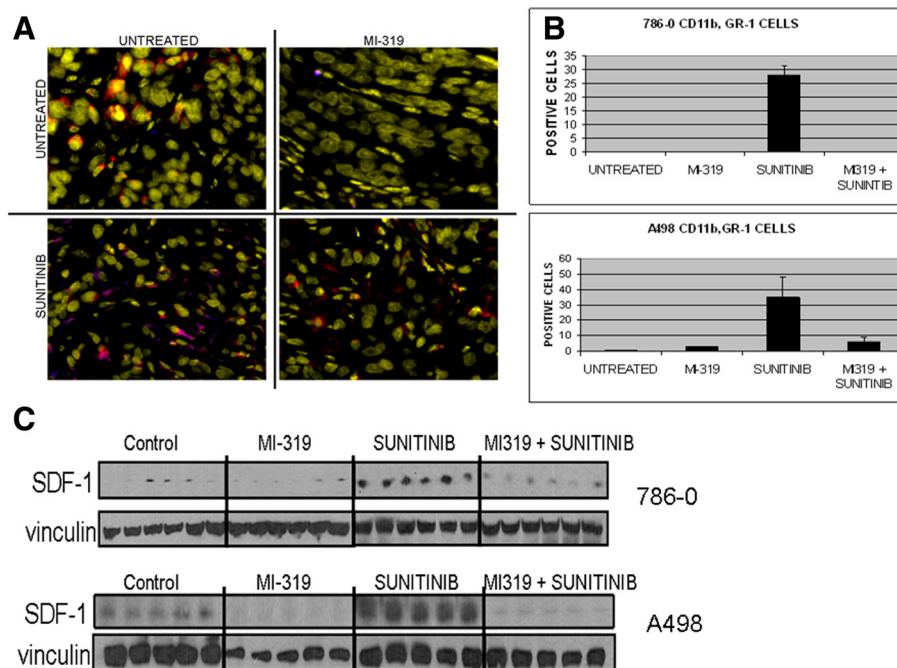 A
UNTREATED
MI-319
UNTREATED
SUNITINIB
B
786-0 CD11b, GR-1 CELLS
POSITIVE CELLS
35
30
25
20
15
10
5
0
UNTREATED
MI-319
SUNITINIB
MI319 +
SUNINTIB
A498 CD11b,GR-1 CELLS
POSITIVE CELLS
60
50
40
30
20
10
0
UNTREATED
MI-319
SUNITINIB
MI319 +
SUNITINIB
C
Control MI-319 SUNITINIB MI319 + SUNITINIB
SDF-1
786-0
vinculin
Control MI-319 SUNITINIB MI319 + SUNITINIB
SDF-1
A498
vinculin